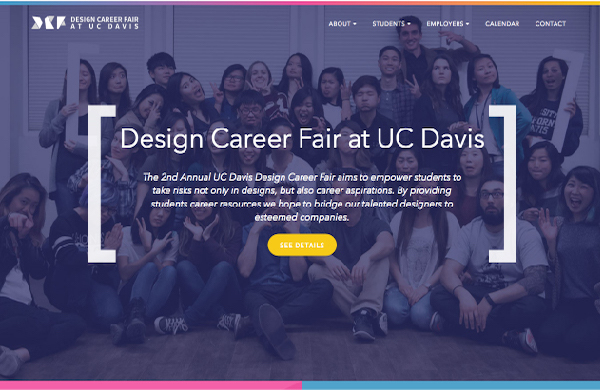 DESIGN CAREER FAIR
AT UC DAVIS
ABOUT STUDENTS EMPLOYERS CALENDAR CONTACT
Design Career Fair at UC Davis
The 2nd Annual UC Davis Design Career Fair aims to empower students to
take risks not only in designs, but also career aspirations. By providing
students career resources we hope to bridge our talented designers to
esteemed companies.
SEE DETAILS